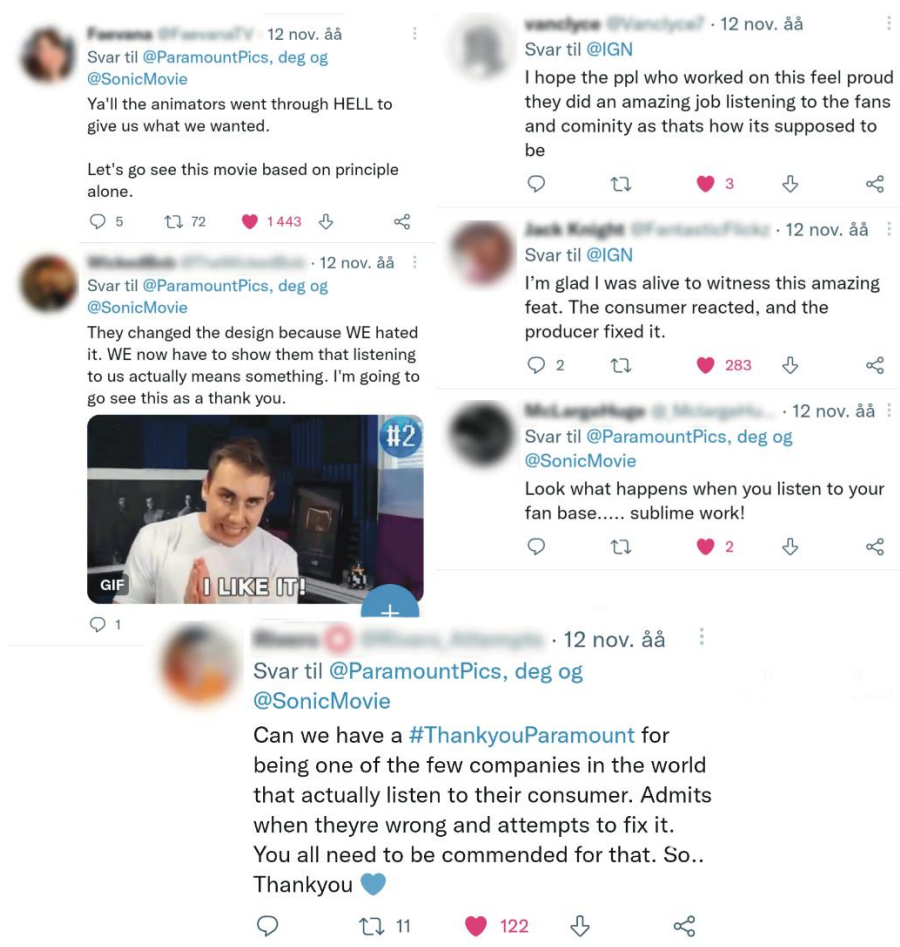 · 12 nov. åå
Svar til @ParamountPics, deg og
@SonicMovie
Ya'll the animators went through HELL to
give us what we wanted.
Let's go see this movie based on principle
alone.
5 72 1 443
· 12 nov. åå
Svar til @ParamountPics, deg og
@SonicMovie
They changed the design because WE hated
it. WE now have to show them that listening
to us actually means something. I'm going to
go see this as a thank you.
#2
GIF
I LIKE IT!
+
1
· 12 nov. åå
Svar til @IGN
I hope the ppl who worked on this feel proud
they did an amazing job listening to the fans
and cominity as thats how its supposed to
be
3
· 12 nov. åå
Svar til @IGN
I'm glad I was alive to witness this amazing
feat. The consumer reacted, and the
producer fixed it.
2 283
· 12 nov. åå
Svar til @ParamountPics, deg og
@SonicMovie
Look what happens when you listen to your
fan base..... sublime work!
2
· 12 nov. åå
Svar til @ParamountPics, deg og
@SonicMovie
Can we have a #ThankyouParamount for
being one of the few companies in the world
that actually listen to their consumer. Admits
when theyre wrong and attempts to fix it.
You all need to be commended for that. So..
Thankyou 💙
11 122